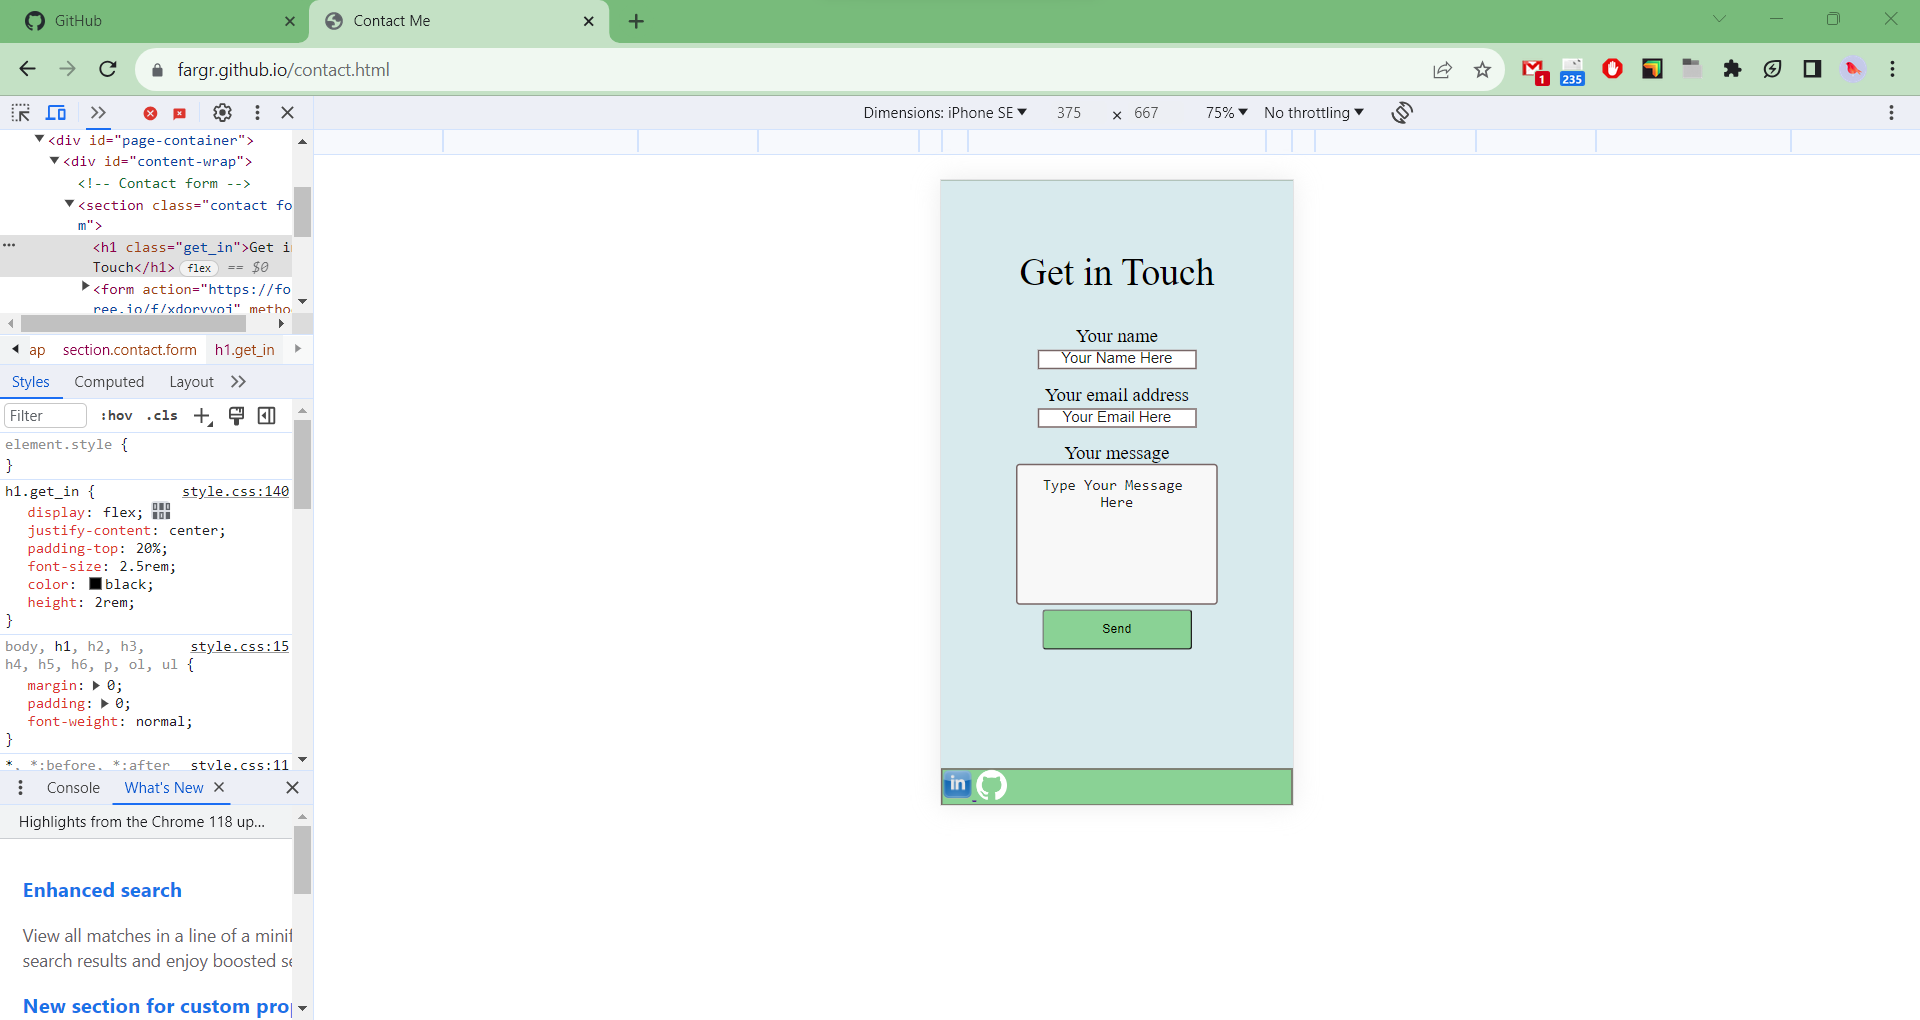 GitHub
Contact Me
fargr.github.io/contact.html
1
235
Dimensions: iPhone SE
375 × 667
75%
No throttling
<div id="page-container">
<div id="content-wrap">
<!-- Contact form -->
<section class="contact fo
m">
<h1 class="get_in">Get i
Touch</h1> flex == $0
<form action="https://fo
ree.io/f/xdorvvoj" metho
ap section.contact.form h1.get_in
Styles Computed Layout
Filter :hov .cls
element.style {
}
h1.get_in { style.css:140
display: flex;
justify-content: center;
padding-top: 20%;
font-size: 2.5rem;
color: black;
height: 2rem;
}
body, h1, h2, h3, style.css:15
h4, h5, h6, p, ol, ul {
margin: 0;
padding: 0;
font-weight: normal;
}
*, *:before, *:after style.css:11
Console What's New
Highlights from the Chrome 118 up...
Enhanced search
View all matches in a line of a minif
search results and enjoy boosted se
New section for custom pro
Get in Touch
Your name
Your Name Here
Your email address
Your Email Here
Your message
Type Your Message
Here
Send
in